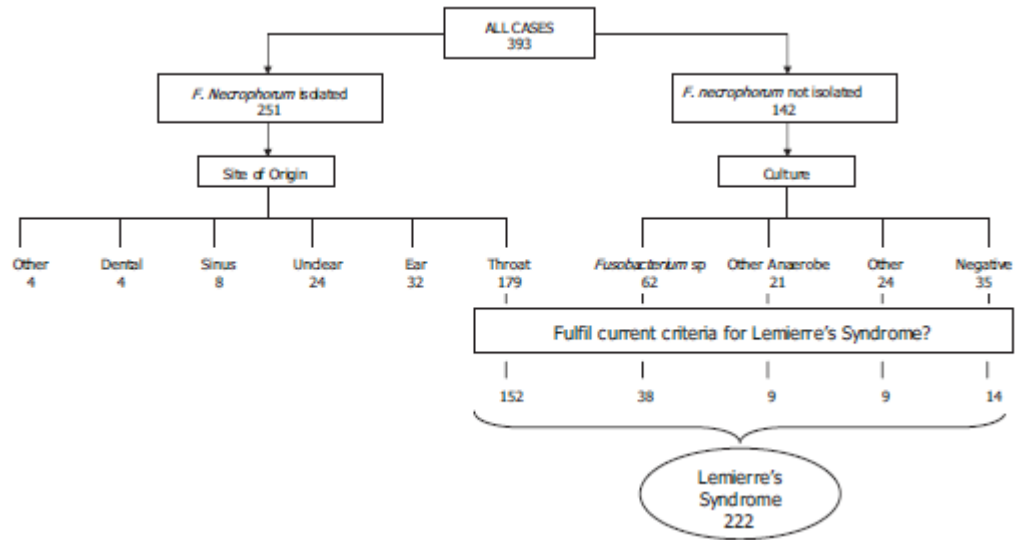 ALL CASES
393
F. Necrophorum isolated
251
F. necrophorum not isolated
142
Site of Origin
Culture
Other
4
Dental
4
Sinus
8
Unclear
24
Ear
32
Throat
179
Fusobacterium sp
62
Other Anaerobe
21
Other
24
Negative
35
Fulfil current criteria for Lemierre's Syndrome?
152
38
9
9
14
Lemierre's
Syndrome
222